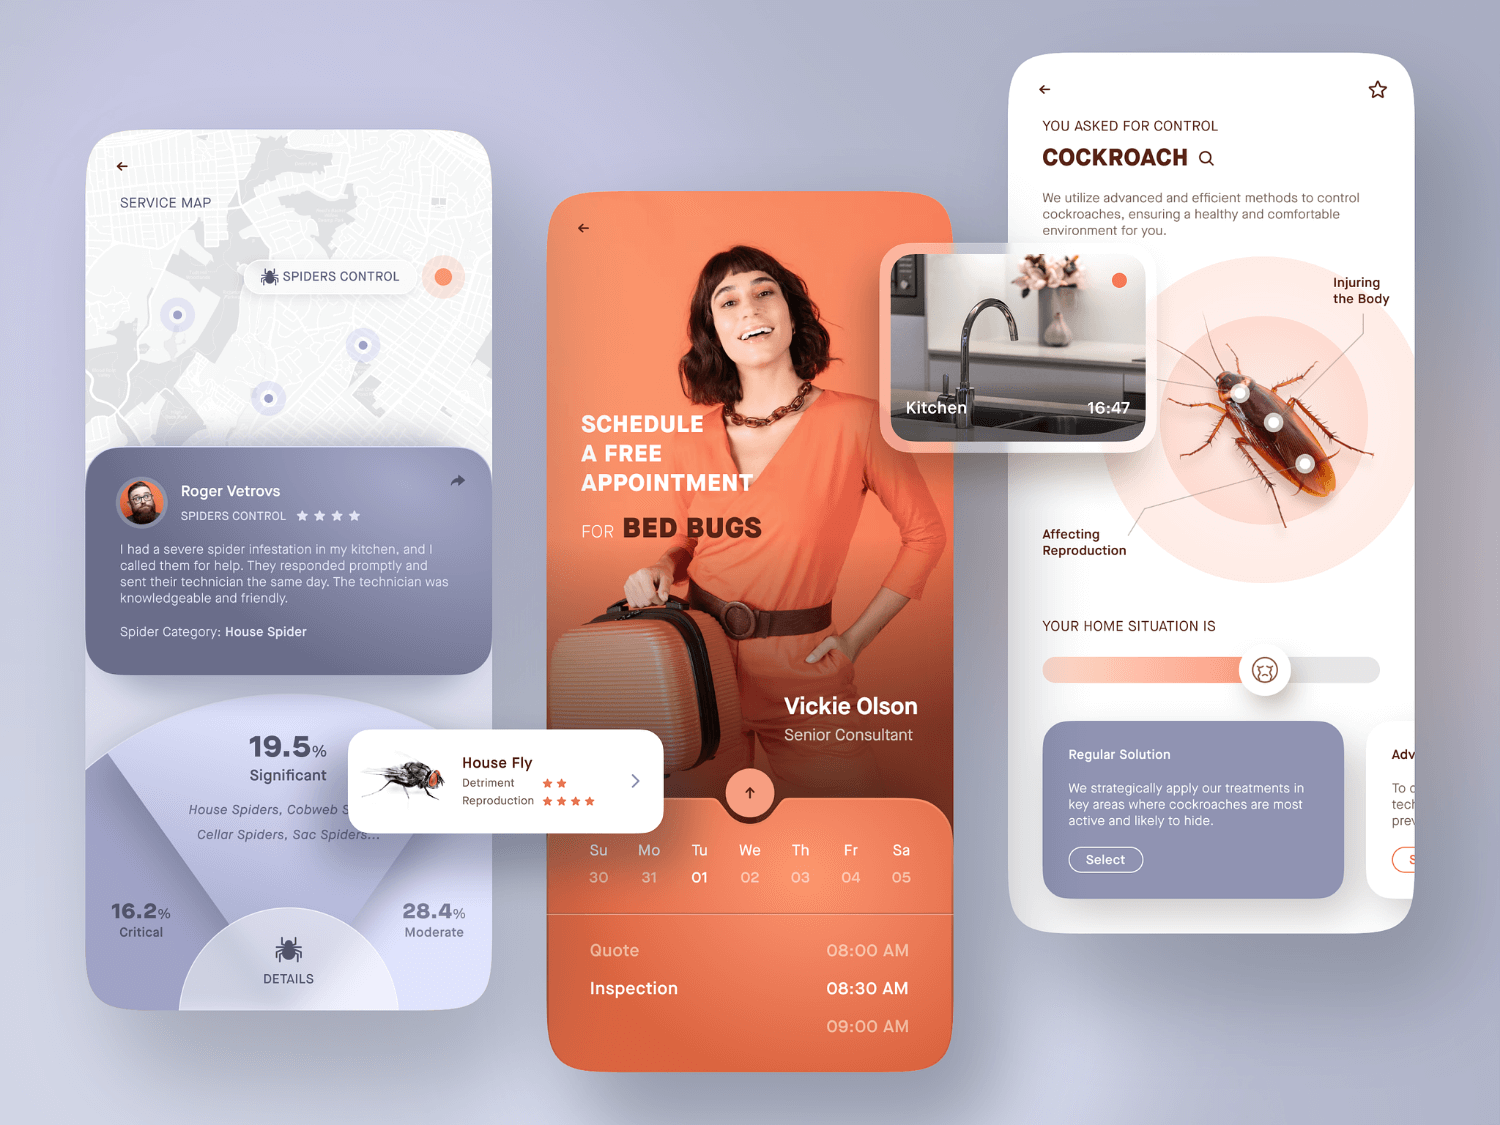 SERVICE MAP
SPIDERS CONTROL
Roger Vetrovs
SPIDERS CONTROL
I had a severe spider infestation in my kitchen, and I
called them for help. They responded promptly and
sent their technician the same day. The technician was
knowledgeable and friendly.
Spider Category: House Spider
19.5%
Significant
House Spiders, Cobweb S
Cellar Spiders, Sac Spiders...
16.2%
Critical
28.4%
Moderate
DETAILS
House Fly
Detriment
Reproduction
SCHEDULE
A FREE
APPOINTMENT
FOR BED BUGS
Vickie Olson
Senior Consultant
Su Mo Tu We Th Fr Sa
30 31 01 02 03 04 05
Quote 08:00 AM
Inspection 08:30 AM
09:00 AM
Kitchen 16:47
YOU ASKED FOR CONTROL
COCKROACH
We utilize advanced and efficient methods to control
cockroaches, ensuring a healthy and comfortable
environment for you.
Injuring
the Body
Affecting
Reproduction
YOUR HOME SITUATION IS
Regular Solution
We strategically apply our treatments in
key areas where cockroaches are most
active and likely to hide.
Select
Adv
To c
tech
prev
S